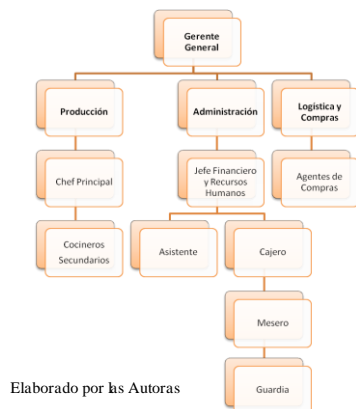 Gerente
General
Producción
Administración
Logística y
Compras
Chef Principal
Jefe Financiero
y Recursos
Humanos
Agentes de
Compras
Cocineros
Secundarios
Asistente
Cajero
Mesero
Guardia
Elaborado por las Autoras